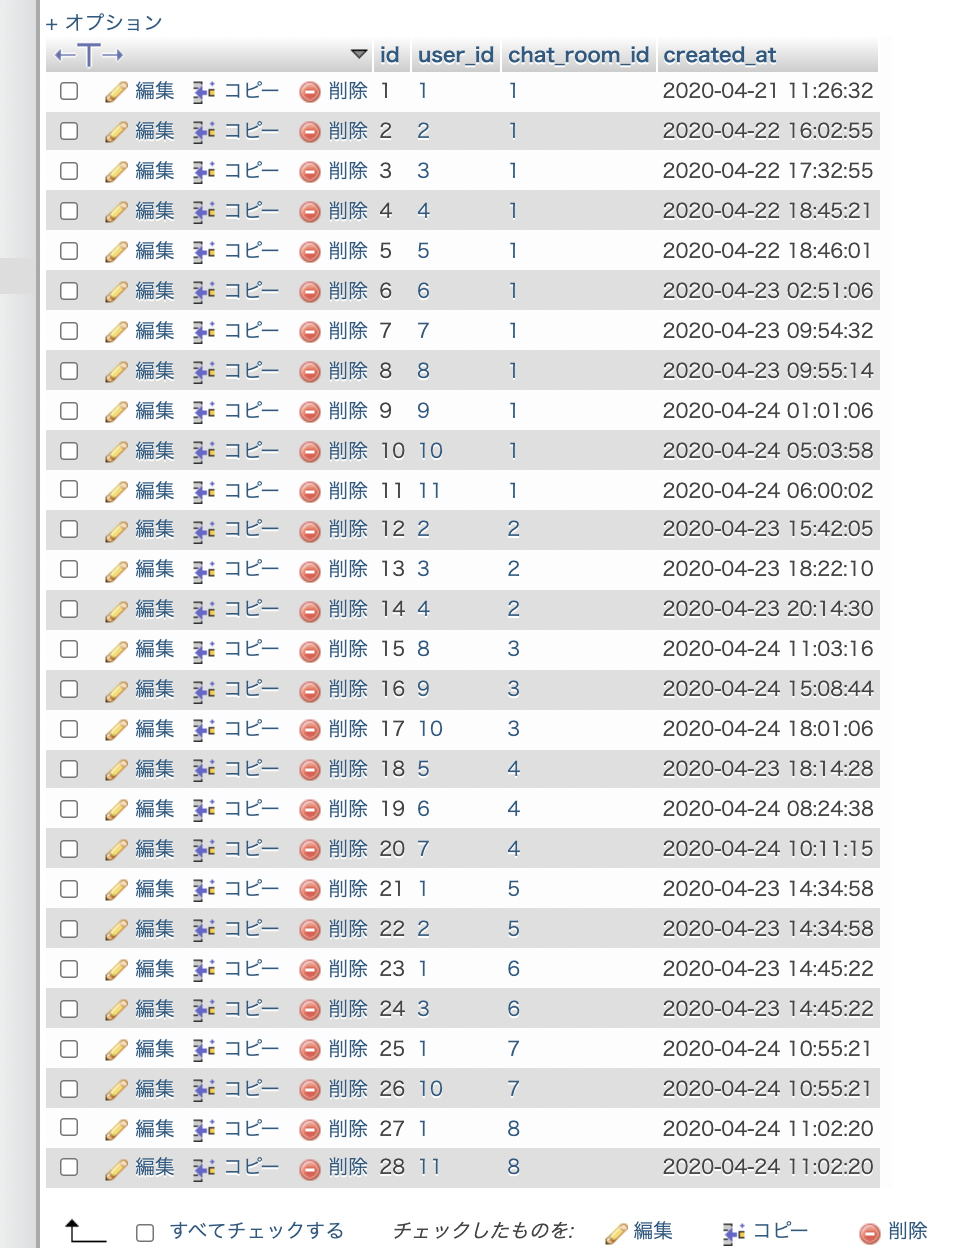 + オプション
←T→ id user_id chat_room_id created_at
編集 コピー 削除 1 1 1 2020-04-21 11:26:32
編集 コピー 削除 2 2 1 2020-04-22 16:02:55
編集 コピー 削除 3 3 1 2020-04-22 17:32:55
編集 コピー 削除 4 4 1 2020-04-22 18:45:21
編集 コピー 削除 5 5 1 2020-04-22 18:46:01
編集 コピー 削除 6 6 1 2020-04-23 02:51:06
編集 コピー 削除 7 7 1 2020-04-23 09:54:32
編集 コピー 削除 8 8 1 2020-04-23 09:55:14
編集 コピー 削除 9 9 1 2020-04-24 01:01:06
編集 コピー 削除 10 10 1 2020-04-24 05:03:58
編集 コピー 削除 11 11 1 2020-04-24 06:00:02
編集 コピー 削除 12 2 2 2020-04-23 15:42:05
編集 コピー 削除 13 3 2 2020-04-23 18:22:10
編集 コピー 削除 14 4 2 2020-04-23 20:14:30
編集 コピー 削除 15 8 3 2020-04-24 11:03:16
編集 コピー 削除 16 9 3 2020-04-24 15:08:44
編集 コピー 削除 17 10 3 2020-04-24 18:01:06
編集 コピー 削除 18 5 4 2020-04-23 18:14:28
編集 コピー 削除 19 6 4 2020-04-24 08:24:38
編集 コピー 削除 20 7 4 2020-04-24 10:11:15
編集 コピー 削除 21 1 5 2020-04-23 14:34:58
編集 コピー 削除 22 2 5 2020-04-23 14:34:58
編集 コピー 削除 23 1 6 2020-04-23 14:45:22
編集 コピー 削除 24 3 6 2020-04-23 14:45:22
編集 コピー 削除 25 1 7 2020-04-24 10:55:21
編集 コピー 削除 26 10 7 2020-04-24 10:55:21
編集 コピー 削除 27 1 8 2020-04-24 11:02:20
編集 コピー 削除 28 11 8 2020-04-24 11:02:20
すべてチェックする チェックしたものを: 編集 コピー 削除